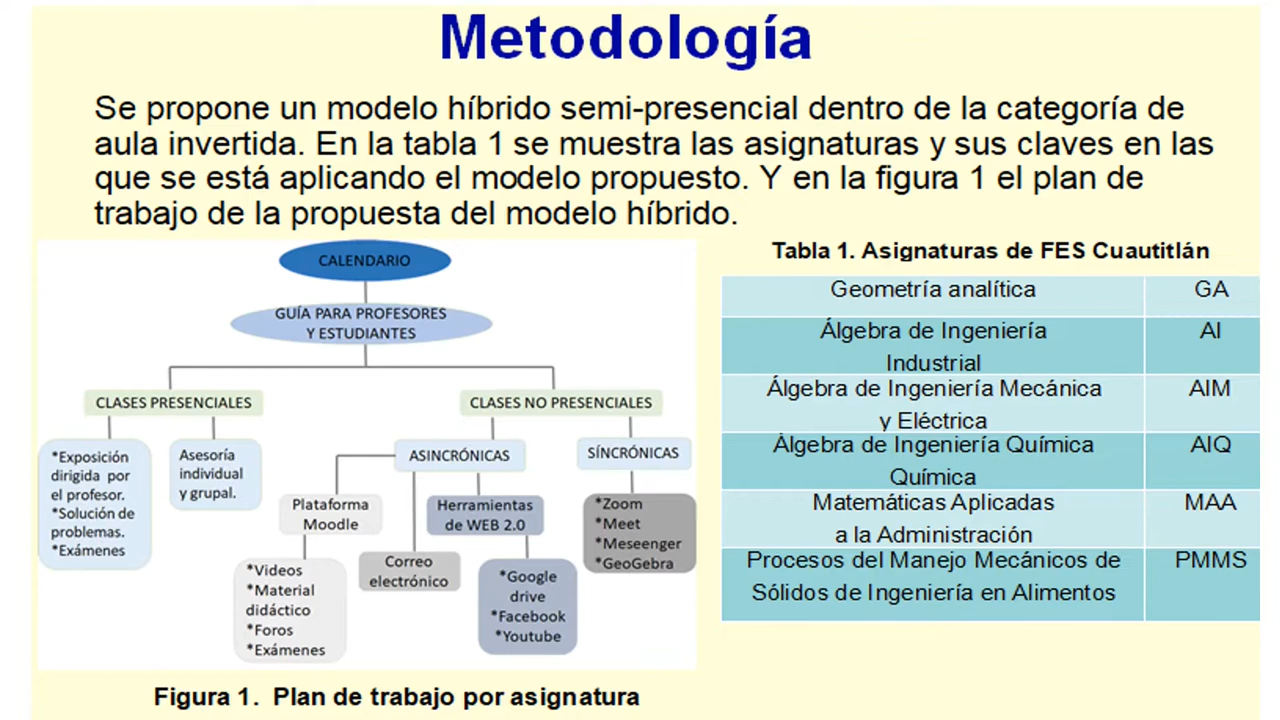 Metodología
Se propone un modelo híbrido semi-presencial dentro de la categoría de
aula invertida. En la tabla 1 se muestra las asignaturas y sus claves en las
que se está aplicando el modelo propuesto. Y en la figura 1 el plan de
trabajo de la propuesta del modelo híbrido.
CALENDARIO
GUÍA PARA PROFESORES
Y ESTUDIANTES
CLASES PRESENCIALES
CLASES NO PRESENCIALES
*Exposición
dirigida por
el profesor.
*Solución de
problemas.
*Exámenes
Asesoría
individual
y grupal.
ASINCRÓNICAS
SÍNCRÓNICAS
Plataforma
Moodle
Herramientas
de WEB 2.0
*Zoom
*Meet
*Meseenger
*GeoGebra
*Videos
*Material
didáctico
*Foros
*Exámenes
Correo
electrónico
*Google
drive
*Facebook
*Youtube
Figura 1. Plan de trabajo por asignatura
Tabla 1. Asignaturas de FES Cuautitlán
Geometría analítica GA
Álgebra de Ingeniería AI
Industrial
Álgebra de Ingeniería Mecánica AIM
y Eléctrica
Álgebra de Ingeniería Química AIQ
Química
Matemáticas Aplicadas MAA
a la Administración
Procesos del Manejo Mecánicos de PMMS
Sólidos de Ingeniería en Alimentos